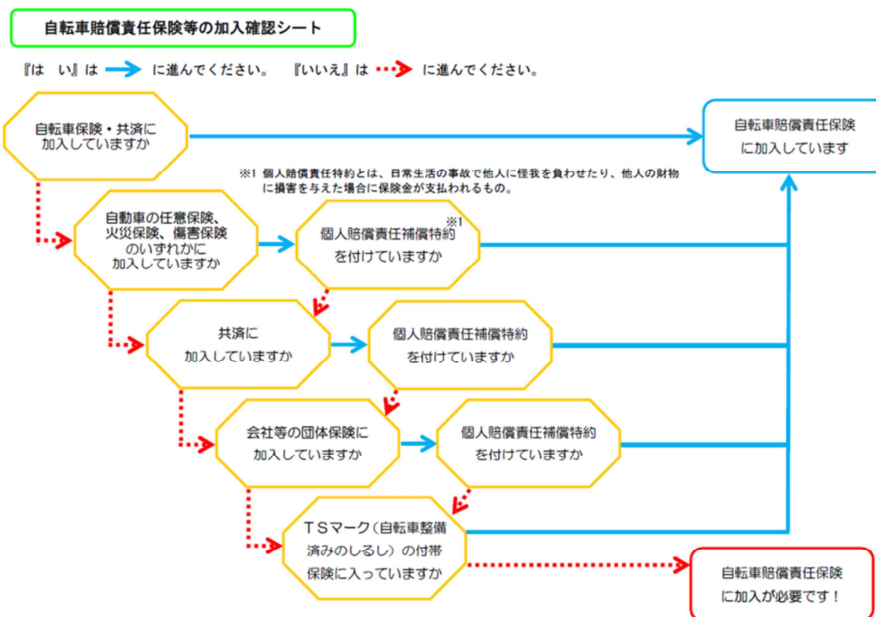 自転車賠償責任保険等の加入確認シート
『は　い』は に進んでください。 『いいえ』は に進んでください。
自転車保険・共済に
加入していますか
自転車賠償責任保険
に加入しています
※1 個人賠償責任特約とは、日常生活の事故で他人に怪我を負わせたり、他人の財物
に損害を与えた場合に保険金が支払われるもの。
自動車の任意保険、
火災保険、傷害保険
のいずれかに
加入していますか
個人賠償責任補償特約※1
を付けていますか
共済に
加入していますか
個人賠償責任補償特約
を付けていますか
会社等の団体保険に
加入していますか
個人賠償責任補償特約
を付けていますか
TSマーク（自転車整備
済みのしるし）の付帯
保険に入っていますか
自転車賠償責任保険
に加入が必要です！